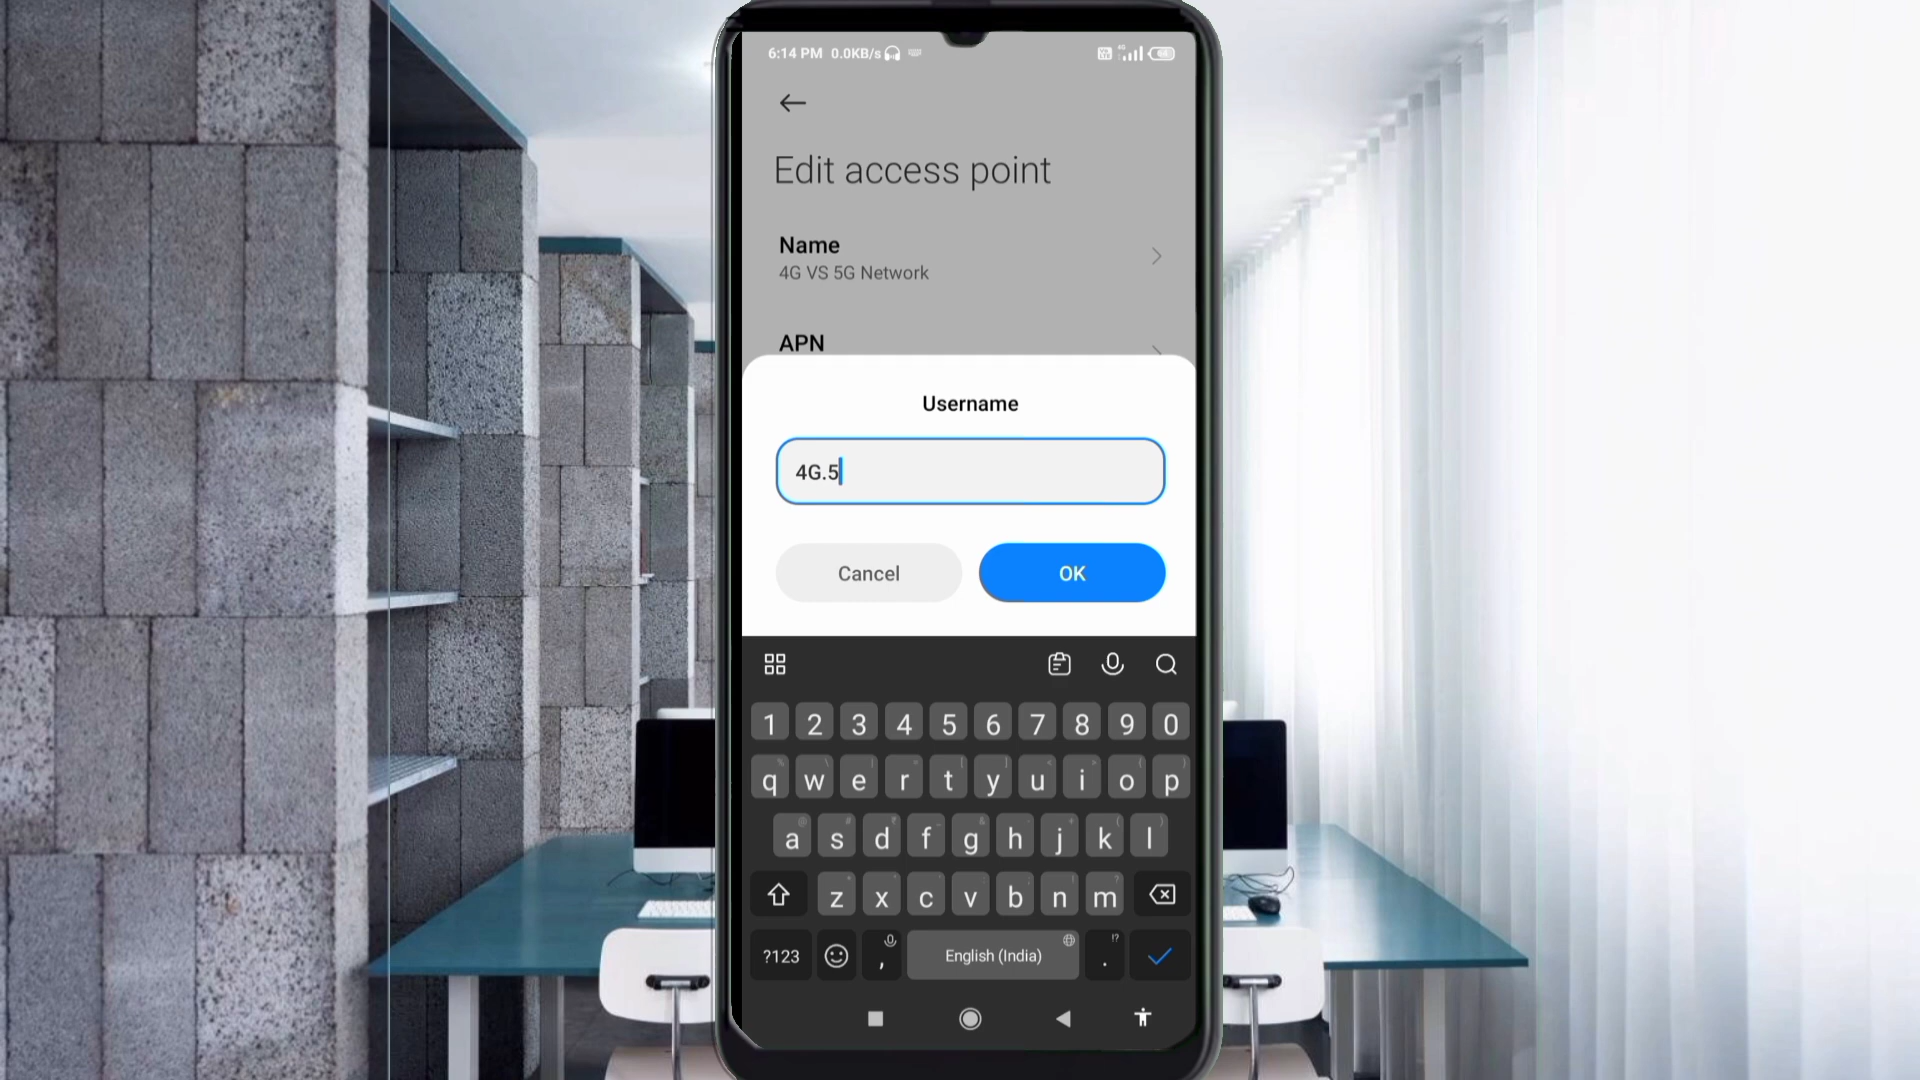 6:14 PM 0.0KB/s
4G
Edit access point
Name
4G VS 5G Network
APN
Username
4G.5
Cancel
OK
1 2 3 4 5 6 7 8 9 0
q w e r t y u i o p
a s d f g h j k l
z x c v b n m
?123 , English (India) . !?